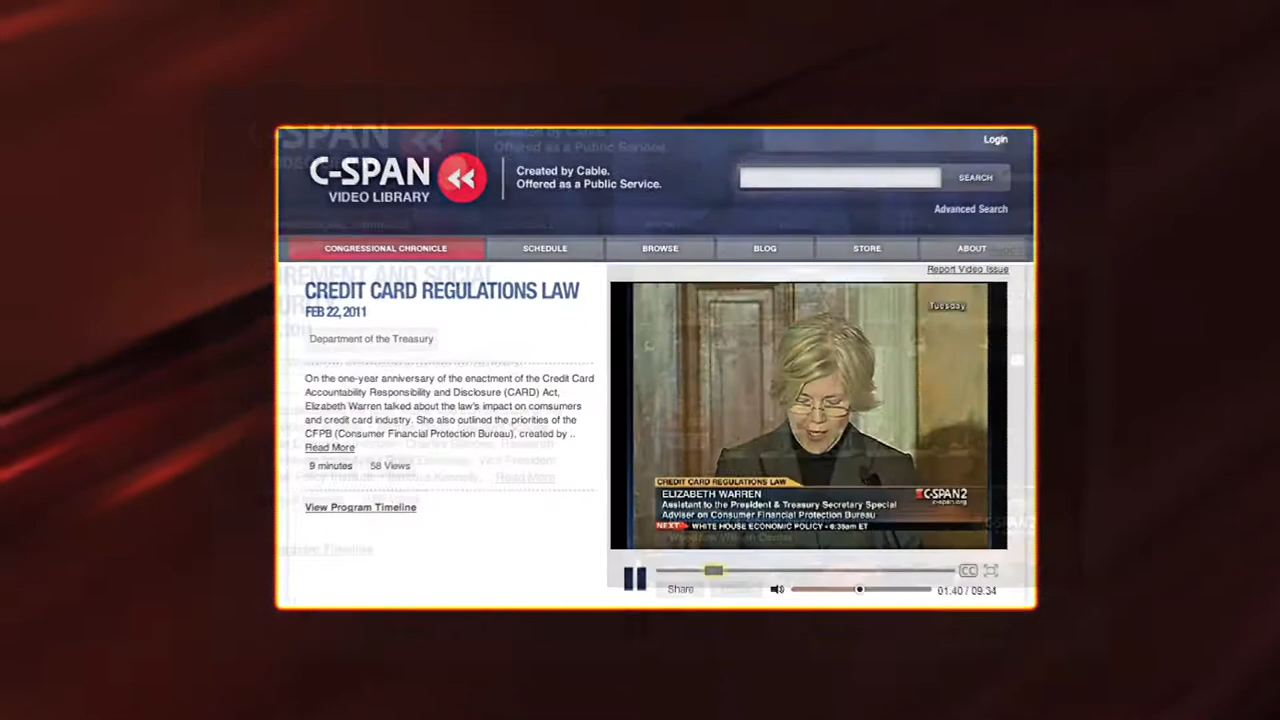 Login
C-SPAN
VIDEO LIBRARY
Created by Cable.
Offered as a Public Service.
SEARCH
Advanced Search
CONGRESSIONAL CHRONICLE
SCHEDULE
BROWSE
BLOG
STORE
ABOUT
Report Video Issue
CREDIT CARD REGULATIONS LAW
FEB 22, 2011
Department of the Treasury
On the one-year anniversary of the enactment of the Credit Card
Accountability Responsibility and Disclosure (CARD) Act,
Elizabeth Warren talked about the law's impact on consumers
and credit card industry. She also outlined the priorities of the
CFPB (Consumer Financial Protection Bureau), created by ..
Read More
9 minutes 58 Views
View Program Timeline
Tuesday
CREDIT CARD REGULATIONS LAW
ELIZABETH WARREN
Assistant to the President & Treasury Secretary Special
Adviser on Consumer Financial Protection Bureau
C-SPAN2
c-span.org
NEXT WHITE HOUSE ECONOMIC POLICY • 6:35am ET
CC
Share
01:40 / 09:34